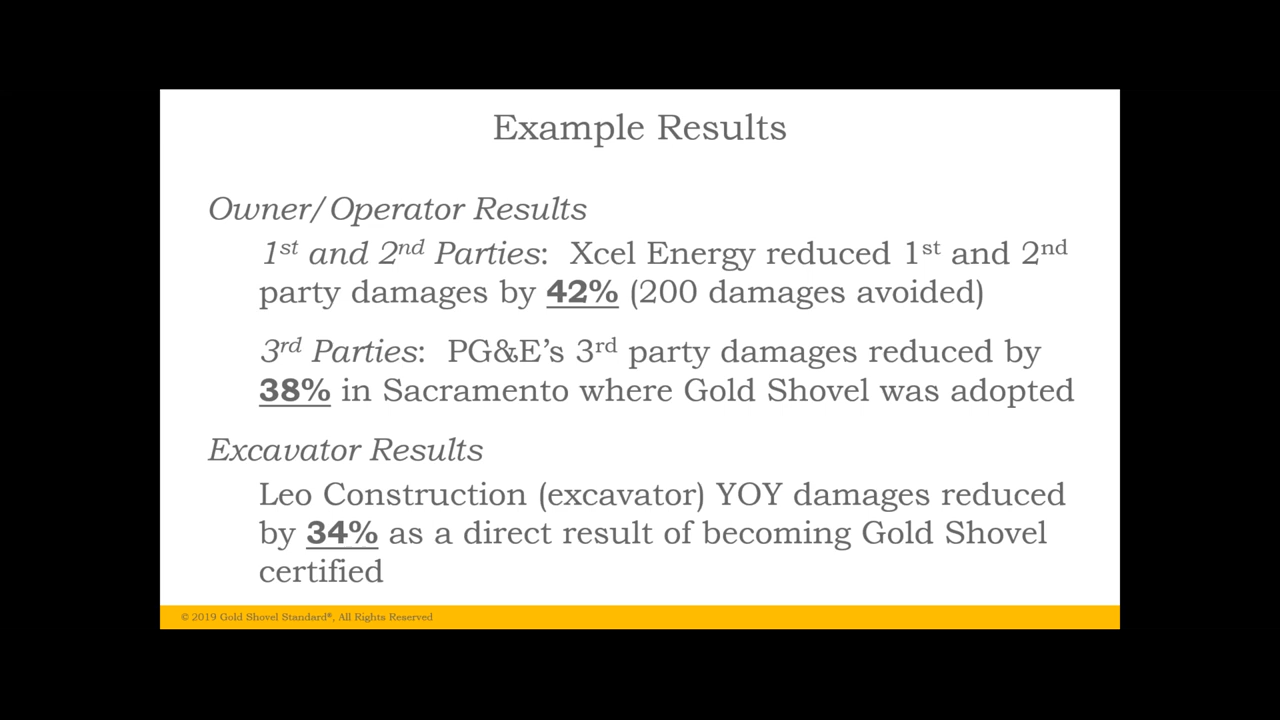 Example Results
Owner/Operator Results
1st and 2nd Parties: Xcel Energy reduced 1st and 2nd
party damages by 42% (200 damages avoided)
3rd Parties: PG&E’s 3rd party damages reduced by
38% in Sacramento where Gold Shovel was adopted
Excavator Results
Leo Construction (excavator) YOY damages reduced
by 34% as a direct result of becoming Gold Shovel
certified
© 2019 Gold Shovel Standard®, All Rights Reserved